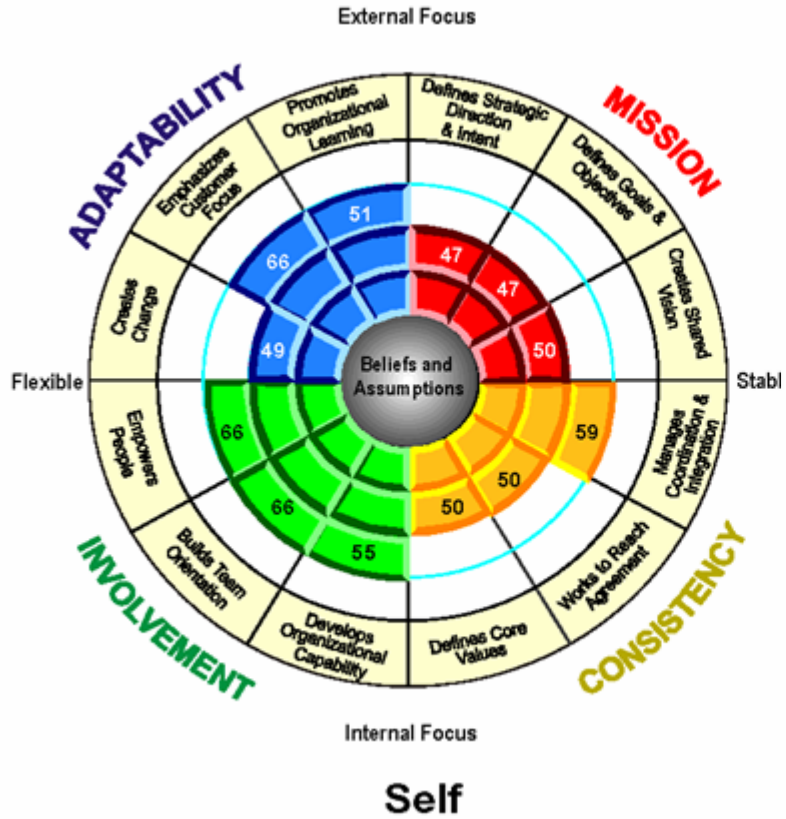 External Focus
ADAPTABILITY
MISSION
Promotes
Organizational
Learning
Defines Strategic
Direction
& Intent
Emphasizes
Customer
Focus
Defines Goals &
Objectives
Creates
Change
Creates Shared
Vision
51
66
49
47
47
50
Flexible
Beliefs and
Assumptions
Stabl
Empowers
People
Manages
Coordination &
Integration
66
66
55
59
50
50
Builds Team
Orientation
Works to Reach
Agreement
Develops
Organizational
Capability
Defines Core
Values
INVOLVEMENT
CONSISTENCY
Internal Focus
Self